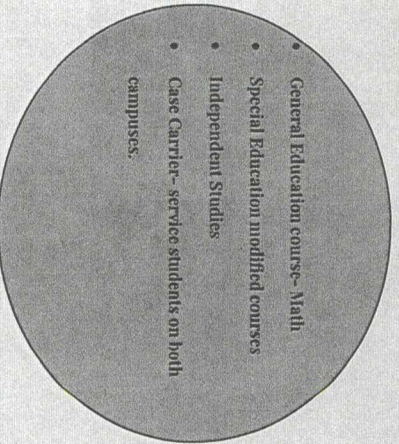 • General Education course- Math
• Special Education modified courses
• Independent Studies
• Case Carrier- service students on both
campuses.